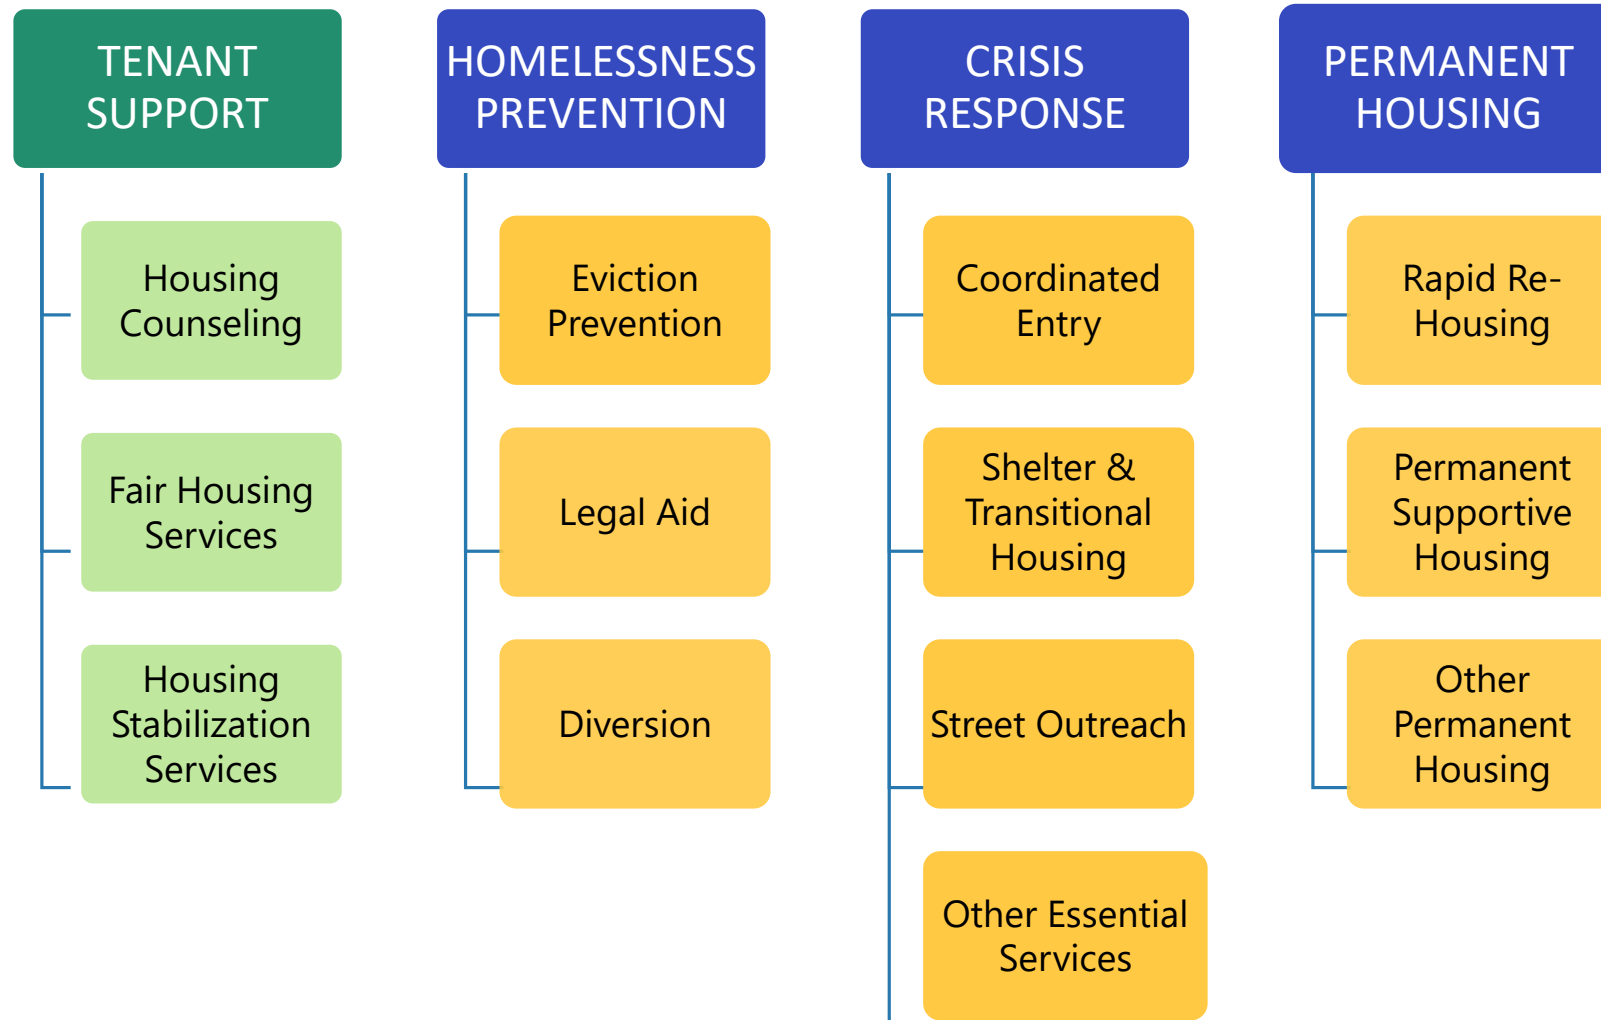 TENANT
SUPPORT
Housing
Counseling
Fair Housing
Services
Housing
Stabilization
Services
HOMELESSNESS
PREVENTION
Eviction
Prevention
Legal Aid
Diversion
CRISIS
RESPONSE
Coordinated
Entry
Shelter &
Transitional
Housing
Street Outreach
Other Essential
Services
PERMANENT
HOUSING
Rapid Re-
Housing
Permanent
Supportive
Housing
Other
Permanent
Housing